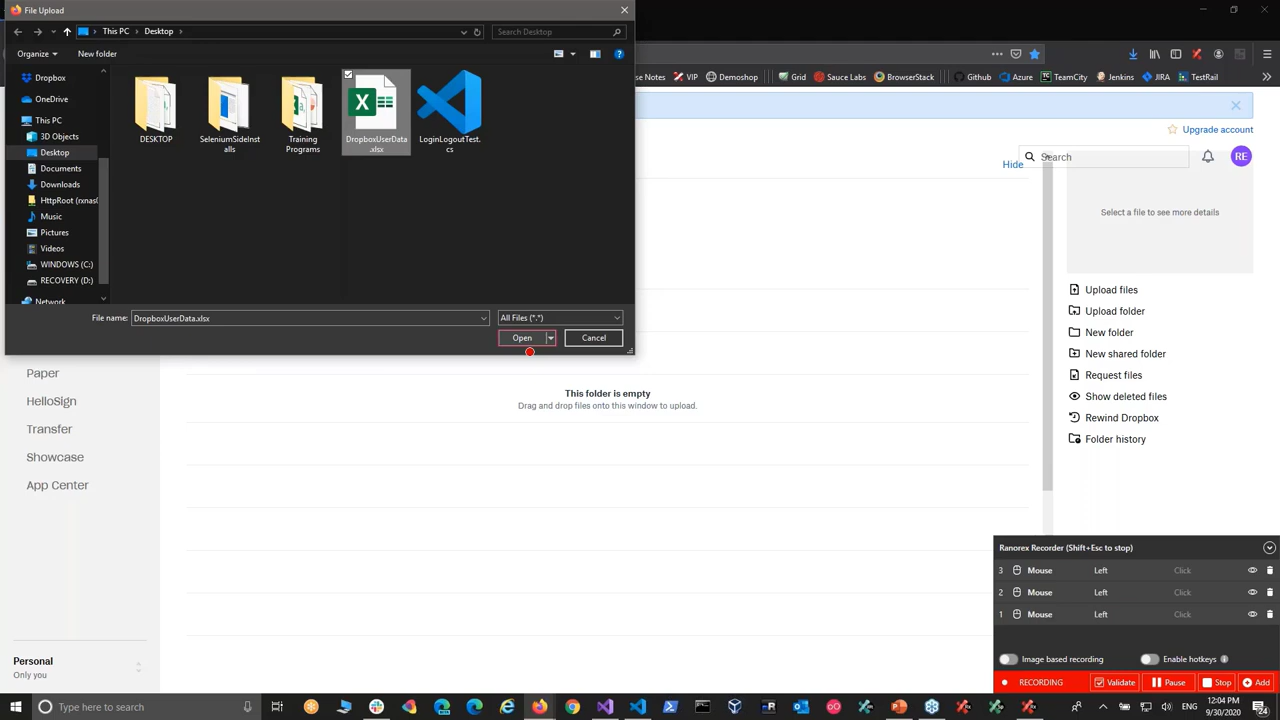 File Upload
This PC
Desktop
Search Desktop
Organize
New folder
Dropbox
OneDrive
This PC
3D Objects
Desktop
Documents
Downloads
HttpRoot (rxnas
Music
Pictures
Videos
WINDOWS (C:)
RECOVERY (D:)
Network
DESKTOP
SeleniumSideInst
alls
Training
Programs
DropboxUserData
.xlsx
LoginLogoutTest.
cs
File name:
DropboxUserData.xlsx
All Files (*.*)
Open
Cancel
se Notes
VIP
Demoshop
Grid
Sauce Labs
BrowserStack
Github
Azure
TeamCity
Jenkins
JIRA
TestRail
Upgrade account
Hide
Search
RE
Select a file to see more details
Upload files
Upload folder
New folder
New shared folder
Request files
Show deleted files
Rewind Dropbox
Folder history
This folder is empty
Drag and drop files onto this window to upload.
Paper
HelloSign
Transfer
Showcase
App Center
Personal
Only you
Ranorex Recorder (Shift+Esc to stop)
3 Mouse Left Click
2 Mouse Left Click
1 Mouse Left Click
Image based recording
Enable hotkeys
RECORDING
Validate
Pause
Stop
Add
Type here to search
12:04 PM
9/30/2020
24